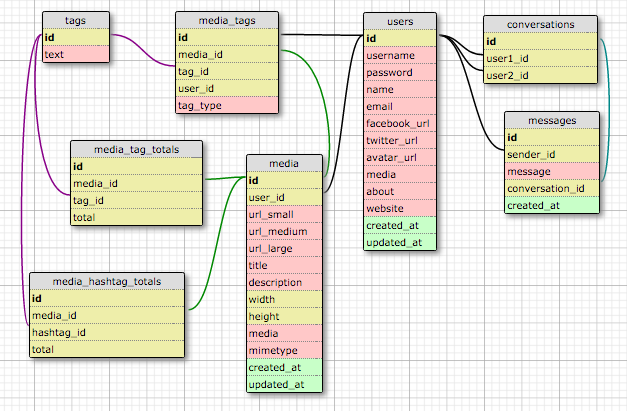 tags
id
text
media_tags
id
media_id
tag_id
user_id
tag_type
users
id
username
password
name
email
facebook_url
twitter_url
avatar_url
media
about
website
created_at
updated_at
conversations
id
user1_id
user2_id
messages
id
sender_id
message
conversation_id
created_at
media_tag_totals
id
media_id
tag_id
total
media
id
user_id
url_small
url_medium
url_large
title
description
width
height
media
mimetype
created_at
updated_at
media_hashtag_totals
id
media_id
hashtag_id
total